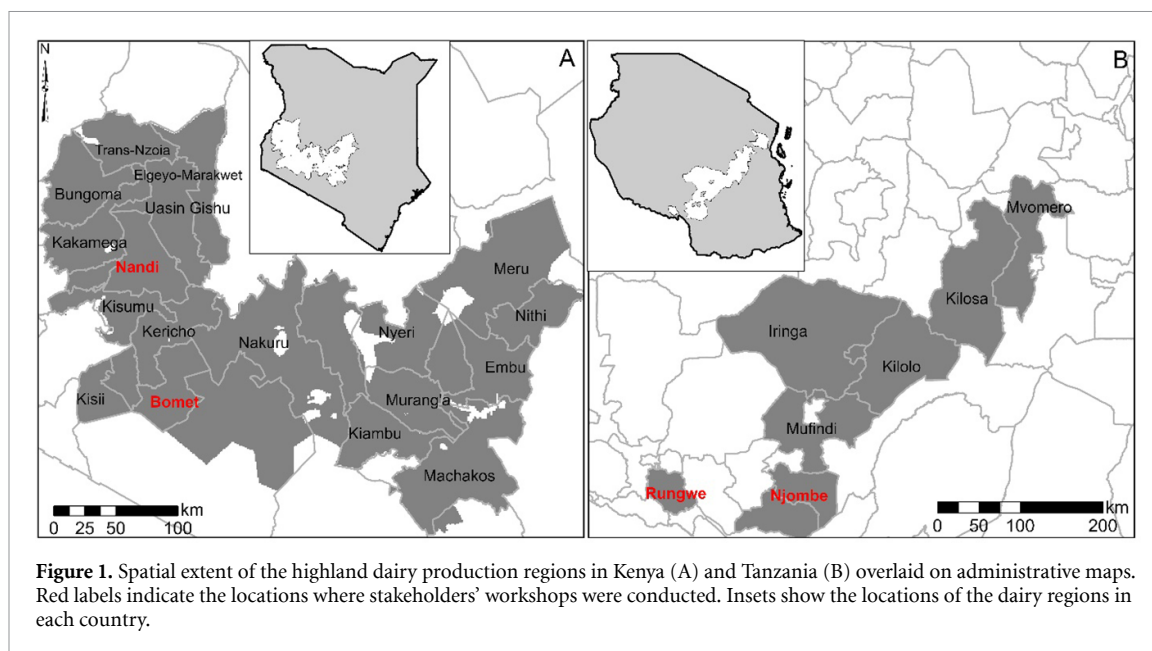 N
A
Trans-Nzoia
Elgeyo-Marakwet
Bungoma
Uasin Gishu
Kakamega
Nandi
Meru
Kisumu
Nithi
Kericho
Nakuru
Nyeri
Embu
Kisii
Bomet
Murang'a
Kiambu
Machakos
km
0 25 50 100
B
Mvomero
Kilosa
Iringa
Kilolo
Mufindi
Rungwe
Njombe
km
0 50 100 200
Figure 1. Spatial extent of the highland dairy production regions in Kenya (A) and Tanzania (B) overlaid on administrative maps.
Red labels indicate the locations where stakeholders' workshops were conducted. Insets show the locations of the dairy regions in
each country.